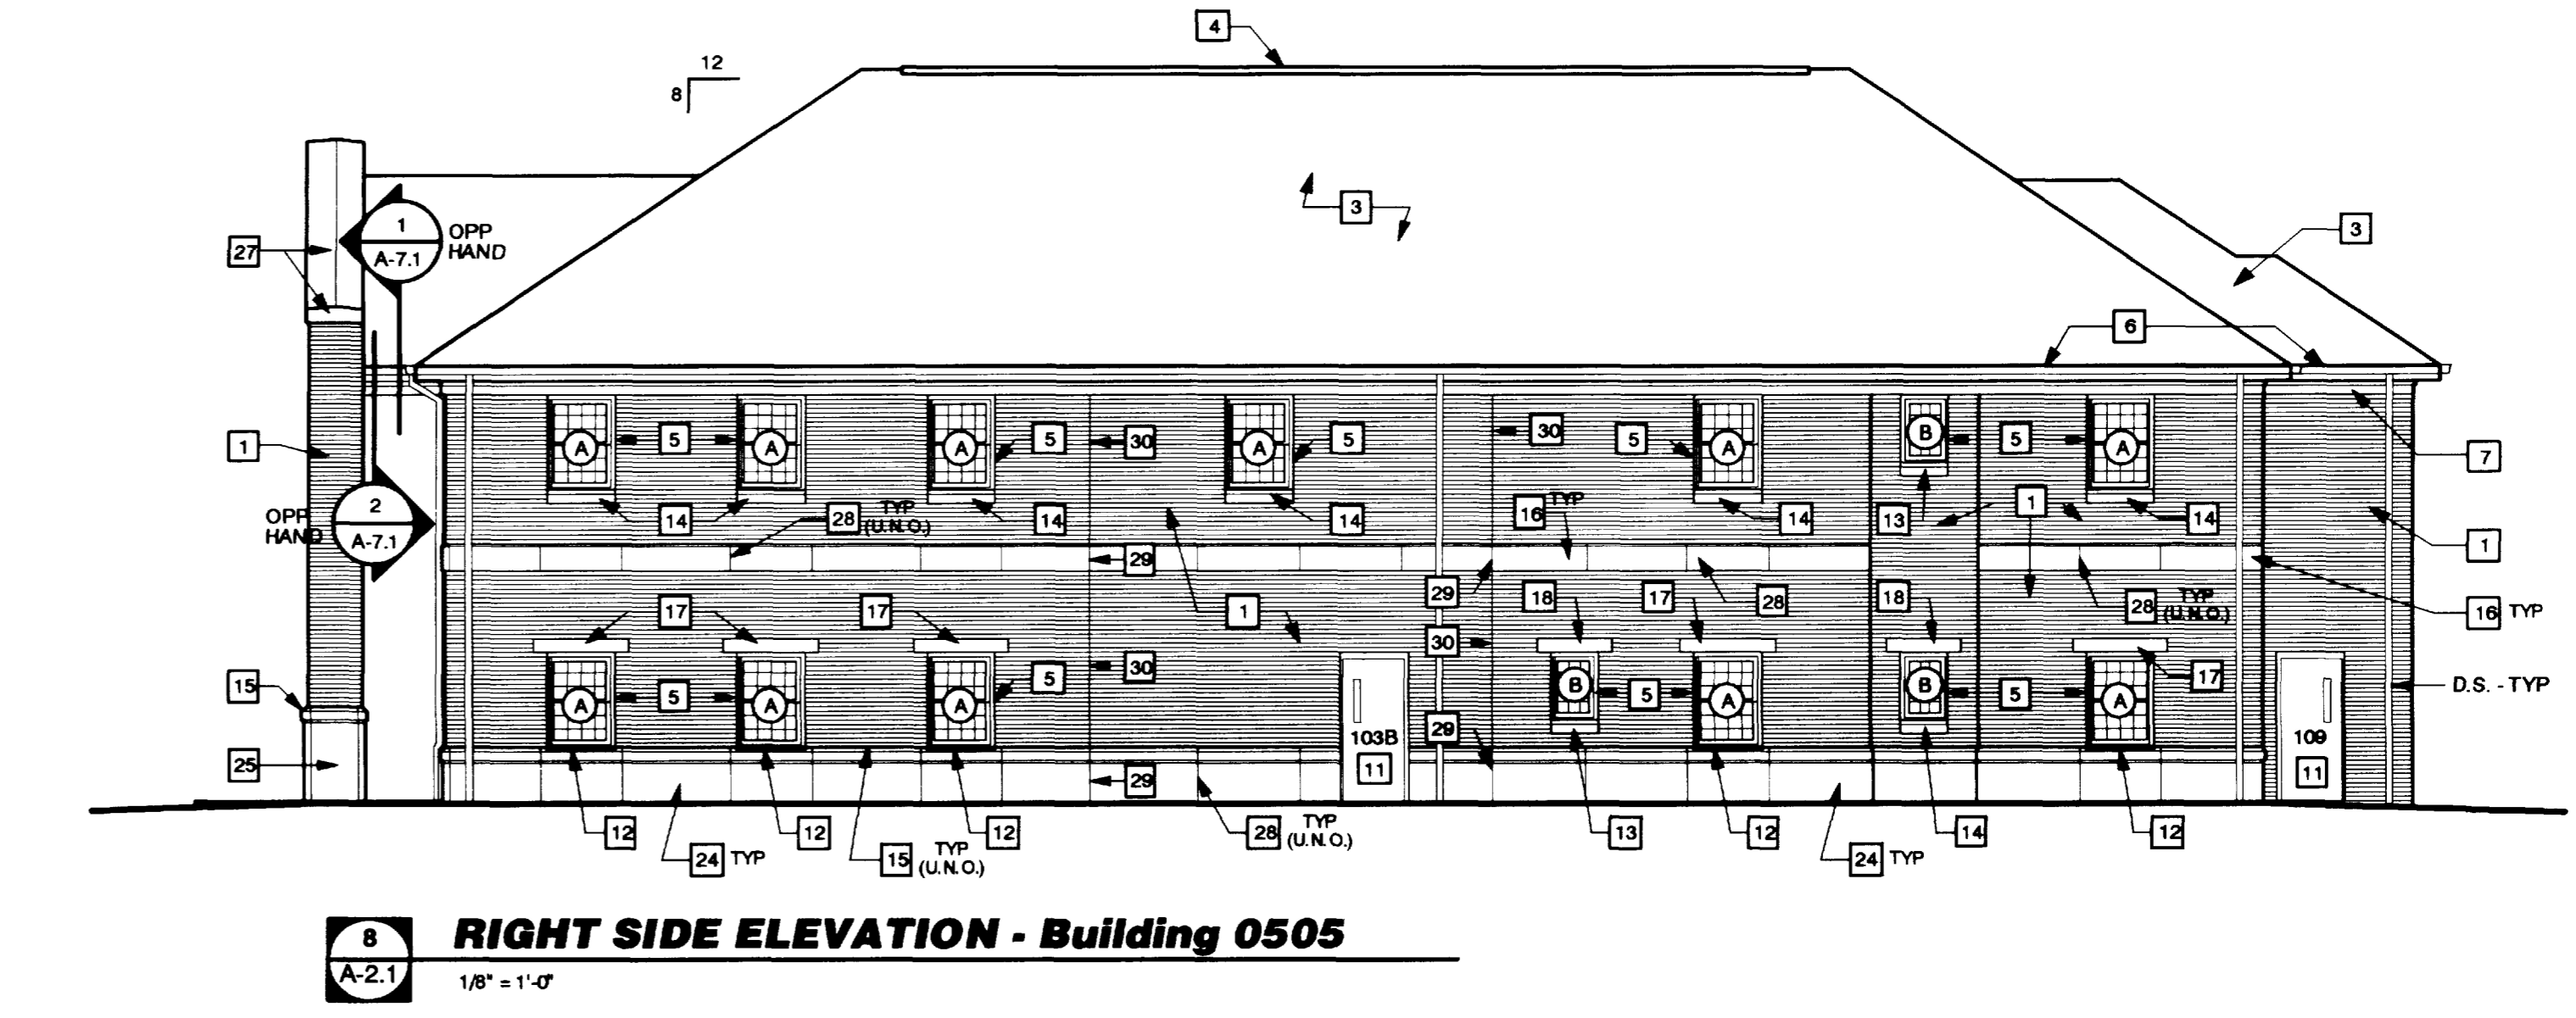 4
12
8
3
3
1
A-7.1
OPP
HAND
27
6
1
A
5
A
A
5
30
A
5
30
5
A
B
5
A
7
14
28
TYP
(U.N.O.)
14
14
16
TYP
14
13
1
14
1
2
A-7.1
OPP
HAND
29
29
28
28
TYP
(U.N.O.)
16 TYP
17
17
1
18
17
18
17
30
30
15
A
5
A
A
5
B
5
A
B
5
A
D.S. - TYP
25
29
29
103B
11
109
11
12
12
12
28
TYP
(U.N.O.)
13
12
14
12
24 TYP
15
TYP
(U.N.O.)
24 TYP
8
A-2.1
RIGHT SIDE ELEVATION - Building 0505
1/8" = 1'-0"